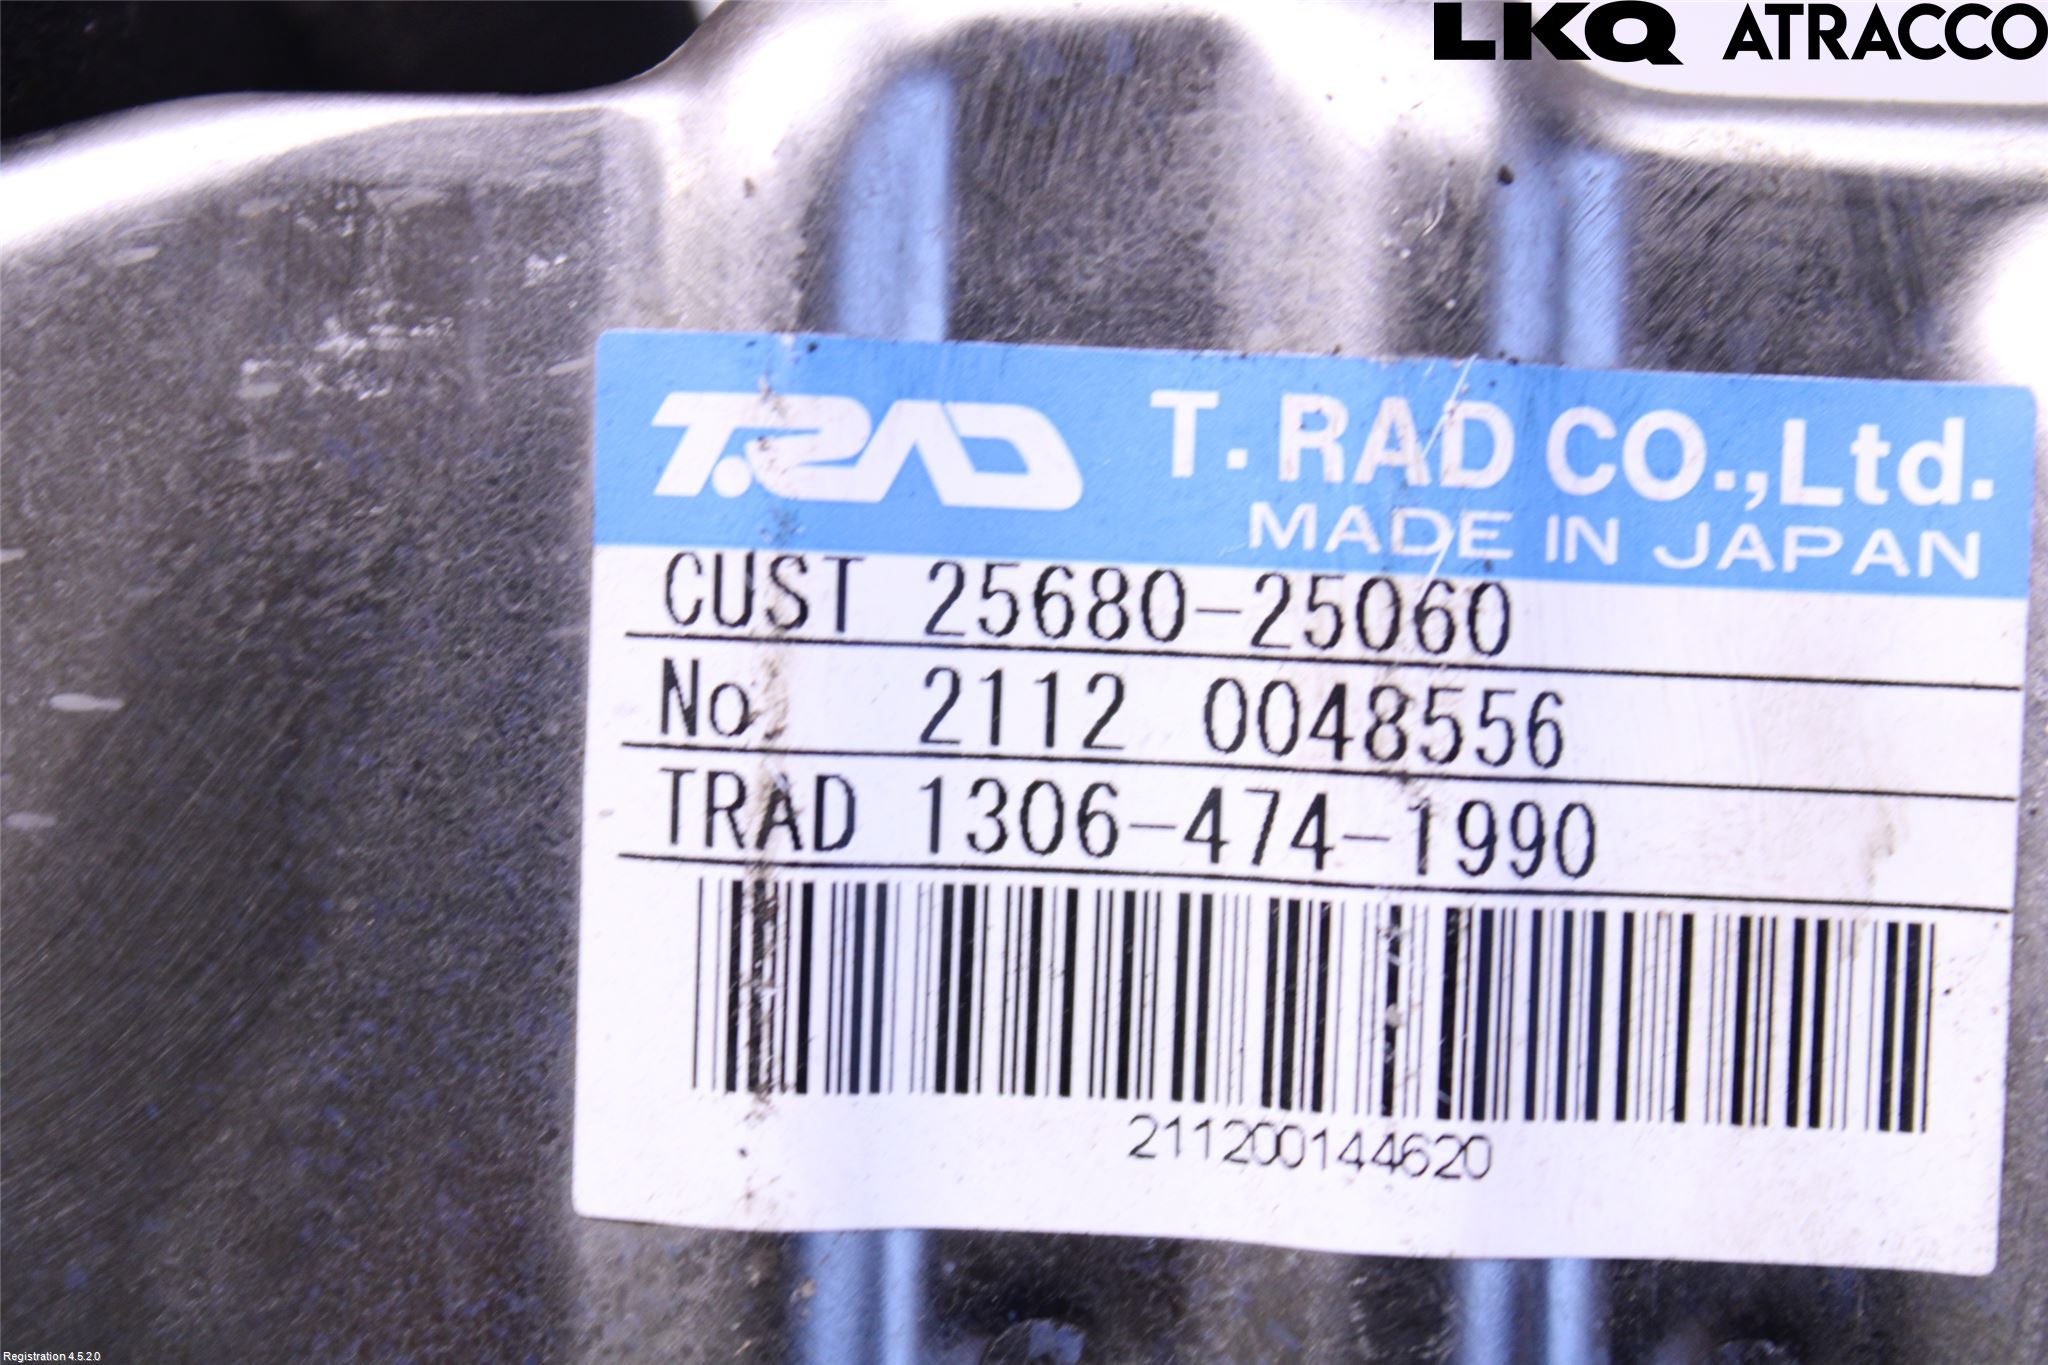 LKQ ATRACCO
T.RAD T. RAD CO.,Ltd.
MADE IN JAPAN
CUST 25680-25060
No 2112 0048556
TRAD 1306-474-1990
211200144620
Registration 4.5.2.0